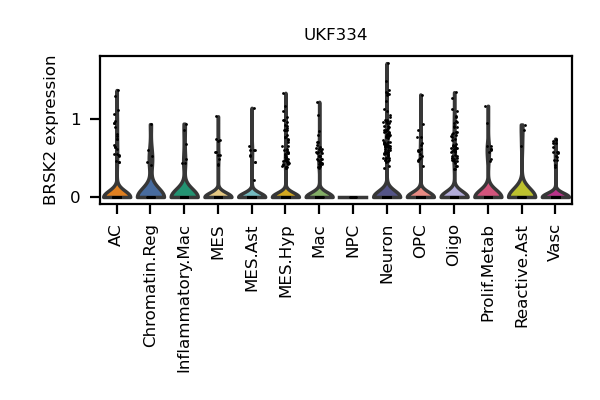 UKF334
BRSK2 expression
1
0
AC
Chromatin.Reg
Inflammatory.Mac
MES
MES.Ast
MES.Hyp
Mac
NPC
Neuron
OPC
Oligo
Prolif.Metab
Reactive.Ast
Vasc